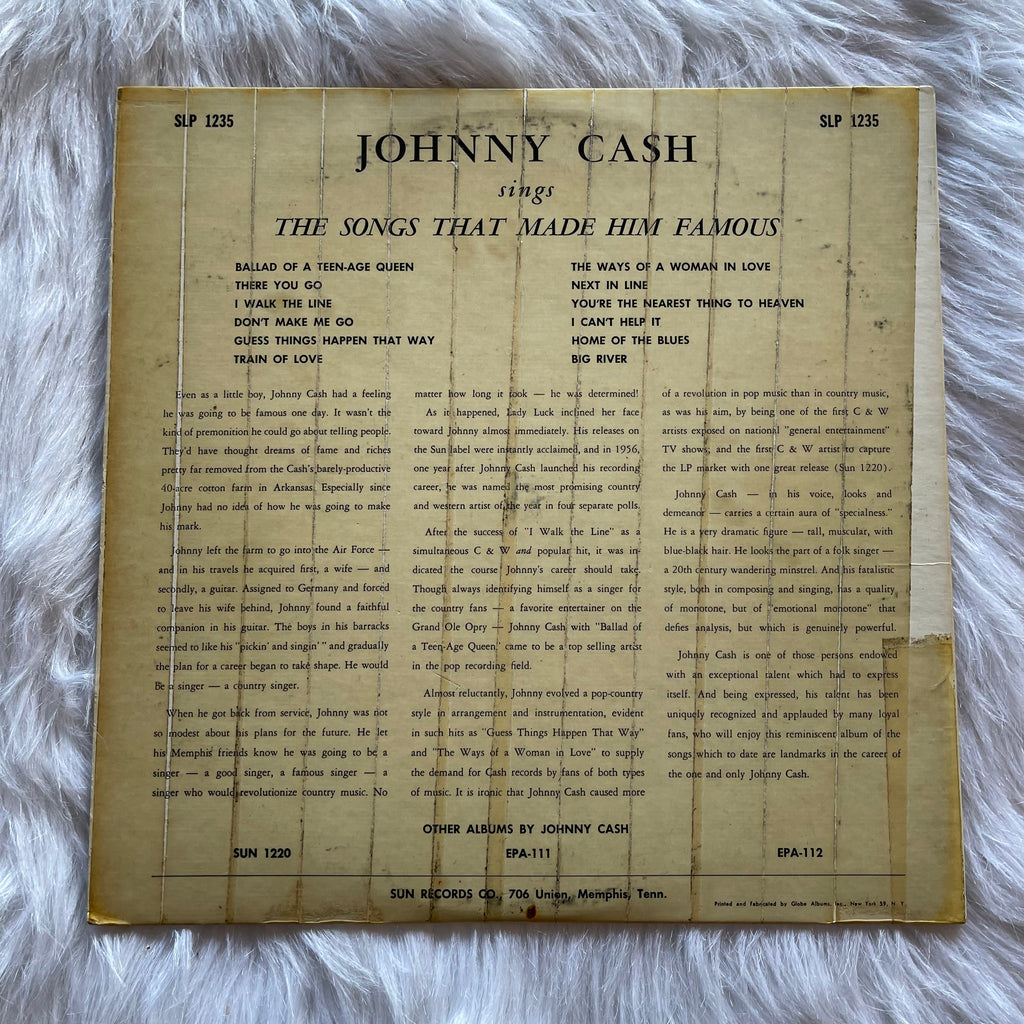 SLP 1235
SLP 1235
JOHNNY CASH
sings
THE SONGS THAT MADE HIM FAMOUS
BALLAD OF A TEEN-AGE QUEEN
THERE YOU GO
I WALK THE LINE
DON'T MAKE ME GO
GUESS THINGS HAPPEN THAT WAY
TRAIN OF LOVE
THE WAYS OF A WOMAN IN LOVE
NEXT IN LINE
YOU'RE THE NEAREST THING TO HEAVEN
I CAN'T HELP IT
HOME OF THE BLUES
BIG RIVER
Even as a little boy, Johnny Cash had a feeling
he was going to be famous one day. It wasn't the
kind of premonition he could go about telling people.
They'd have thought dreams of fame and riches
pretty far removed from the Cash's barely-productive
40-acre cotton farm in Arkansas. Especially since
Johnny had no idea of how he was going to make
his mark.
Johnny left the farm to go into the Air Force —
and in his travels he acquired first, a wife — and
secondly, a guitar. Assigned to Germany and forced
to leave his wife behind, Johnny found a faithful
companion in his guitar. The boys in his barracks
seemed to like his "pickin' and singin'" and gradually
the plan for a career began to take shape. He would
Be a singer — a country singer.
When he got back from service, Johnny was not
so modest about his plans for the future. He let
his Memphis friends know he was going to be a
singer — a good singer, a famous singer — a
singer who would revolutionize country music. No
matter how long it took — he was determined!
As it happened, Lady Luck inclined her face
toward Johnny almost immediately. His releases on
the Sun label were instantly acclaimed, and in 1956,
one year after Johnny Cash launched his recording
career, he was named the most promising country
and western artist of the year in four separate polls.
After the success of "I Walk the Line" as a
simultaneous C & W and popular hit, it was in-
dicated the course Johnny's career should take.
Though always identifying himself as a singer for
the country fans — a favorite entertainer on the
Grand Ole Opry — Johnny Cash with "Ballad of
a Teen-Age Queen," came to be a top selling artist
in the pop recording field.
Almost reluctantly, Johnny evolved a pop-country
style in arrangement and instrumentation, evident
in such hits as "Guess Things Happen That Way"
and "The Ways of a Woman in Love" to supply
the demand for Cash records by fans of both types
of music. It is ironic that Johnny Cash caused more
of a revolution in pop music than in country music,
as was his aim, by being one of the first C & W
artists exposed on national "general entertainment"
TV shows, and the first C & W artist to capture
the LP market with one great release (Sun 1220).
Johnny Cash — in his voice, looks and
demeanor — carries a certain aura of "specialness."
He is a very dramatic figure — tall, muscular, with
blue-black hair. He looks the part of a folk singer —
a 20th century wandering minstrel. And his fatalistic
style, both in composing and singing, has a quality
of monotone, but of "emotional monotone" that
defies analysis, but which is genuinely powerful.
Johnny Cash is one of those persons endowed
with an exceptional talent which had to express
itself. And being expressed, his talent has been
uniquely recognized and applauded by many loyal
fans, who will enjoy this reminiscent album of the
songs which to date are landmarks in the career of
the one and only Johnny Cash.
OTHER ALBUMS BY JOHNNY CASH
SUN 1220
EPA-111
EPA-112
SUN RECORDS CO., 706 Union, Memphis, Tenn.
Printed and Fabricated by Globe Albums, Inc., New York 59, N. Y.